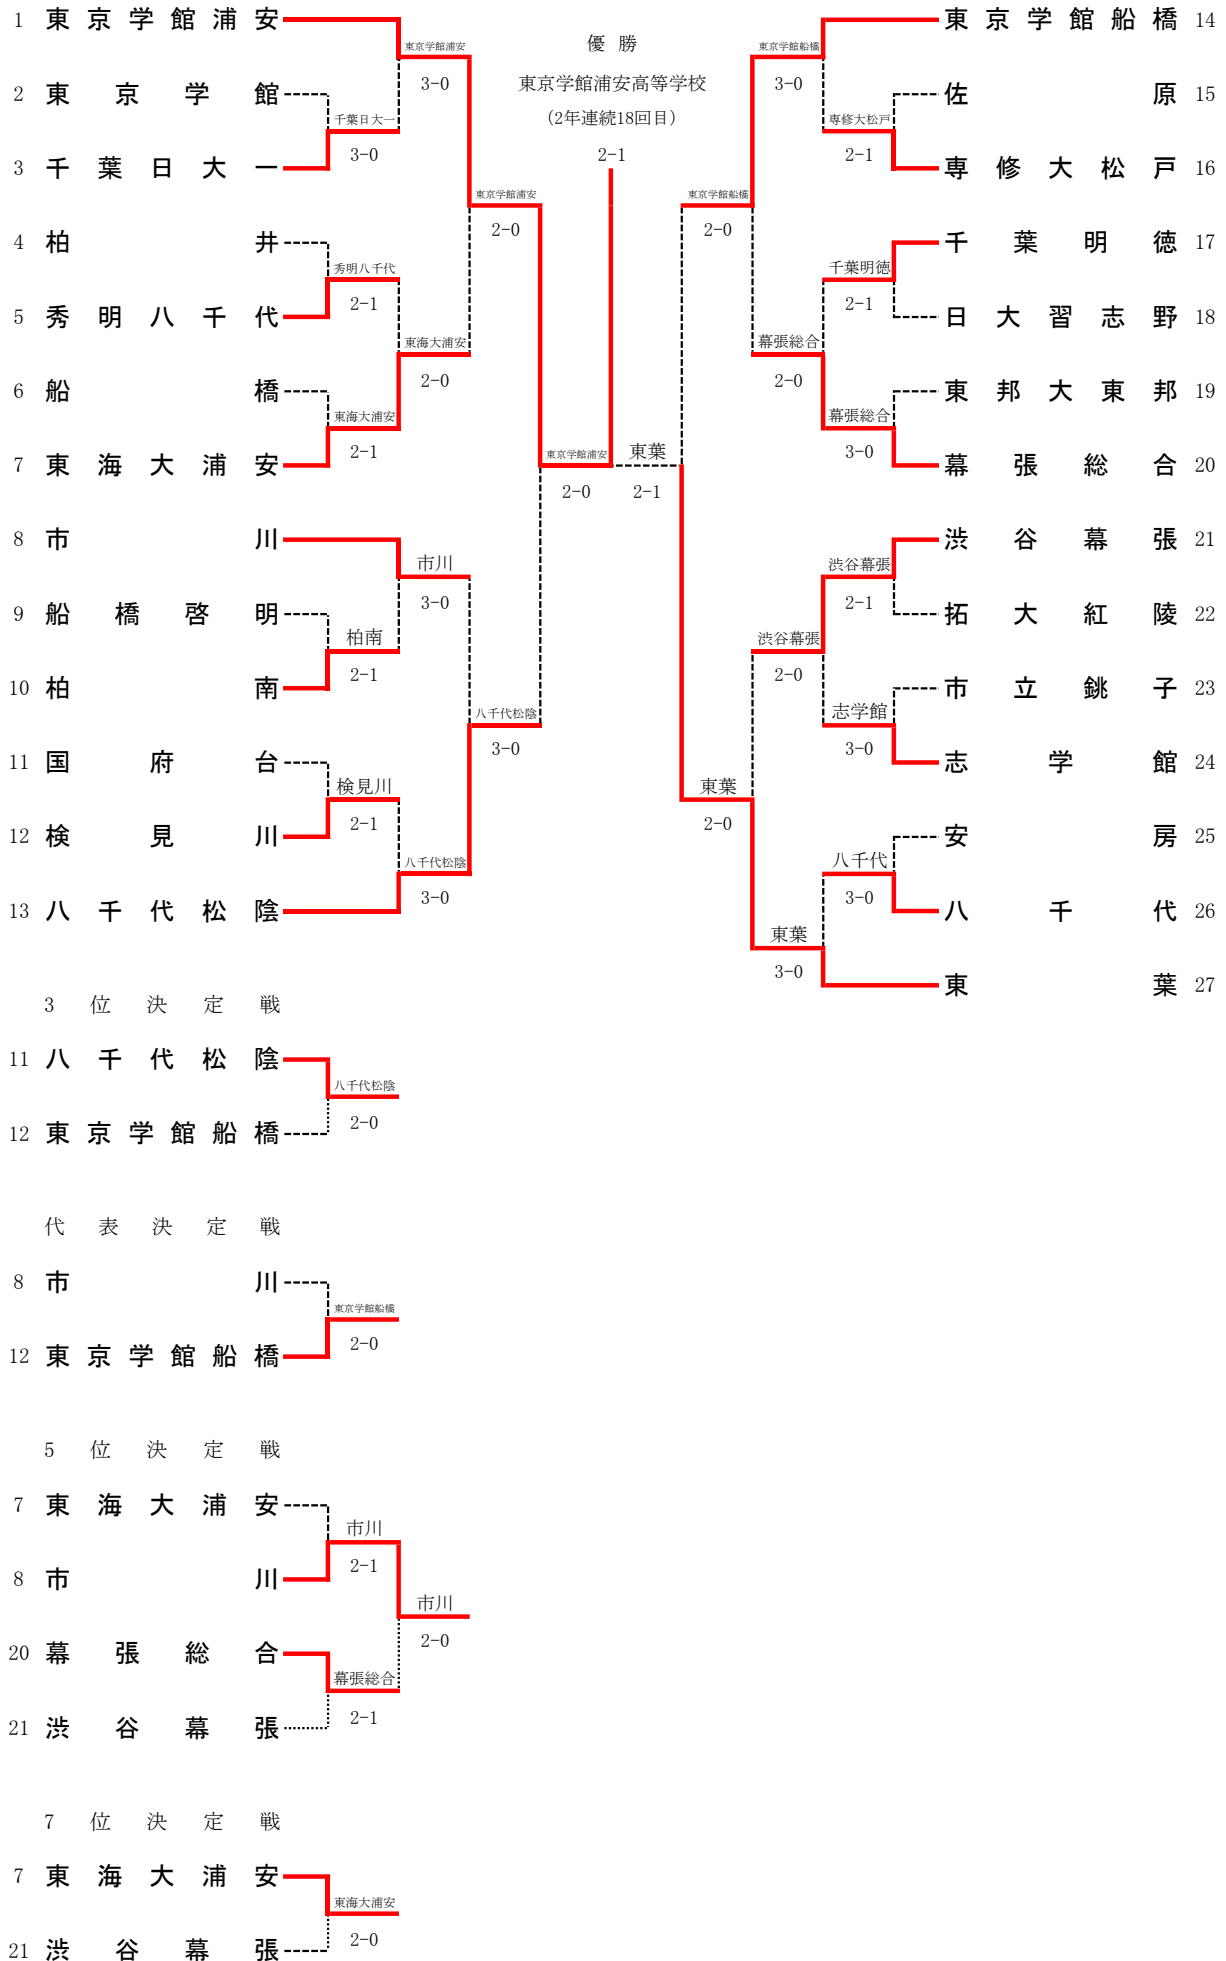 優勝
東京学館浦安高等学校
(2年連続18回目)
2-1
1 東京学館浦安
東京学館浦安
3-0
2 東京学館
千葉日大一
3-0
3 千葉日大一
東京学館浦安
2-0
4 柏井
秀明八千代
2-1
5 秀明八千代
東海大浦安
2-0
6 船橋
東海大浦安
2-1
7 東海大浦安
東京学館浦安
2-0
8 市川
市川
3-0
9 船橋啓明
柏南
2-1
10 柏南
八千代松陰
3-0
11 国府台
検見川
2-1
12 検見川
八千代松陰
3-0
13 八千代松陰
東京学館船橋 14
東京学館船橋
3-0
佐原 15
専修大松戸
2-1
専修大松戸 16
東京学館船橋
2-0
千葉明徳 17
千葉明徳
2-1
日大習志野 18
幕張総合
2-0
東邦大東邦 19
幕張総合
3-0
幕張総合 20
東葉
2-1
渋谷幕張 21
渋谷幕張
2-1
拓大紅陵 22
渋谷幕張
2-0
市立銚子 23
志学館
3-0
志学館 24
東葉
2-0
安房 25
八千代
3-0
八千代 26
東葉
3-0
東葉 27
3位決定戦
11 八千代松陰
八千代松陰
2-0
12 東京学館船橋
代表決定戦
8 市川
東京学館船橋
2-0
12 東京学館船橋
5位決定戦
7 東海大浦安
市川
2-1
8 市川
市川
2-0
20 幕張総合
幕張総合
2-1
21 渋谷幕張
7位決定戦
7 東海大浦安
東海大浦安
2-0
21 渋谷幕張